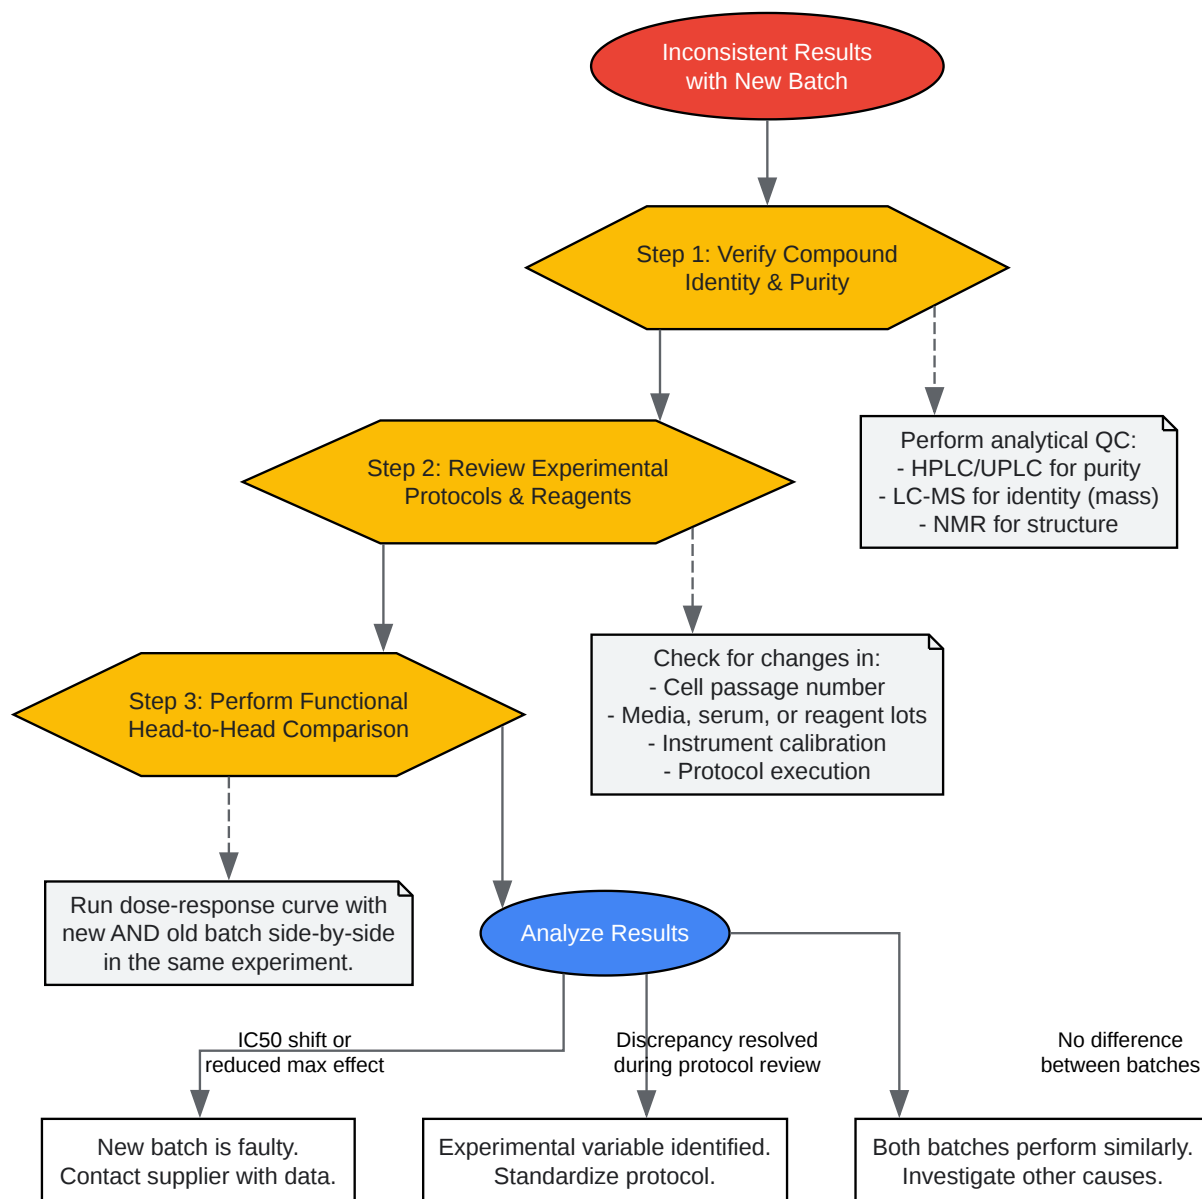 Inconsistent Results
with New Batch
Step 1: Verify Compound
Identity & Purity
Perform analytical QC:
- HPLC/UPLC for purity
- LC-MS for identity (mass)
- NMR for structure
Step 2: Review Experimental
Protocols & Reagents
Check for changes in:
- Cell passage number
- Media, serum, or reagent lots
- Instrument calibration
- Protocol execution
Step 3: Perform Functional
Head-to-Head Comparison
Run dose-response curve with
new AND old batch side-by-side
in the same experiment.
Analyze Results
IC50 shift or
reduced max effect
Discrepancy resolved
during protocol review
No difference
between batches
New batch is faulty.
Contact supplier with data.
Experimental variable identified.
Standardize protocol.
Both batches perform similarly.
Investigate other causes.